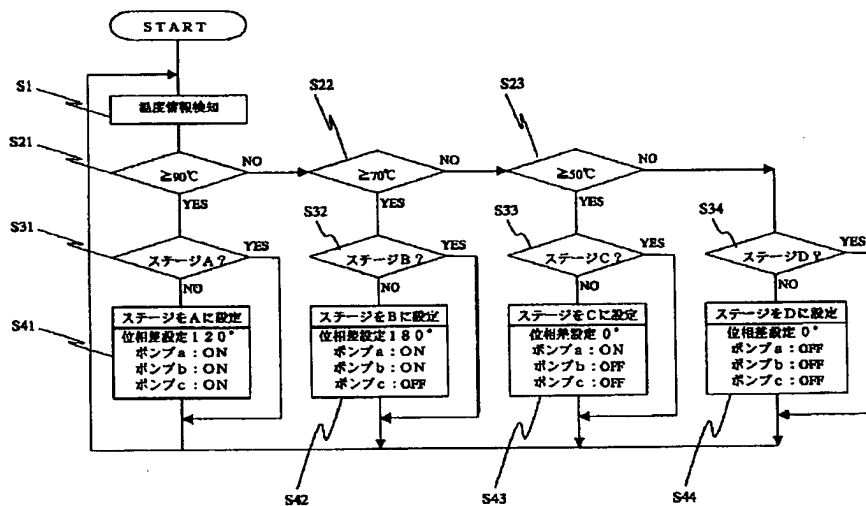 START
S1
温度情報検知
S22
S23
S21
≧90℃
NO
≧70℃
NO
≧50℃
NO
YES
YES
YES
S31
ステージA?
YES
S32
ステージB?
YES
S33
ステージC?
YES
S34
ステージD?
YES
NO
NO
NO
NO
S41
ステージをAに設定
位相差設定120°
ポンプa:ON
ポンプb:ON
ポンプc:ON
ステージをBに設定
位相差設定180°
ポンプa:ON
ポンプb:ON
ポンプc:OFF
ステージをCに設定
位相差設定0°
ポンプa:ON
ポンプb:OFF
ポンプc:OFF
ステージをDに設定
位相差設定0°
ポンプa:OFF
ポンプb:OFF
ポンプc:OFF
S42
S43
S44